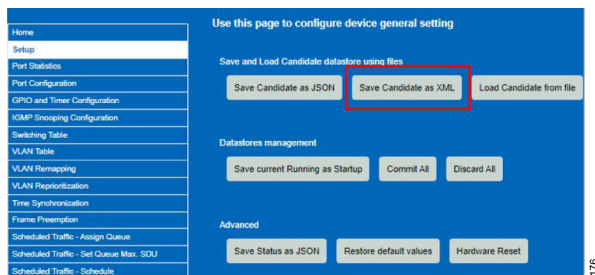 Use this page to configure device general setting
Home
Setup
Port Statistics
Port Configuration
GPIO and Timer Configuration
IGMP Snooping Configuration
Switching Table
VLAN Table
VLAN Remapping
VLAN Reprioritization
Time Synchronization
Frame Preemption
Scheduled Traffic - Assign Queue
Scheduled Traffic - Set Queue Max. SDU
Scheduled Traffic - Schedule
Save and Load Candidate datastore using files
Save Candidate as JSON Save Candidate as XML Load Candidate from file
Datastores management
Save current Running as Startup Commit All Discard All
Advanced
Save Status as JSON Restore default values Hardware Reset
176